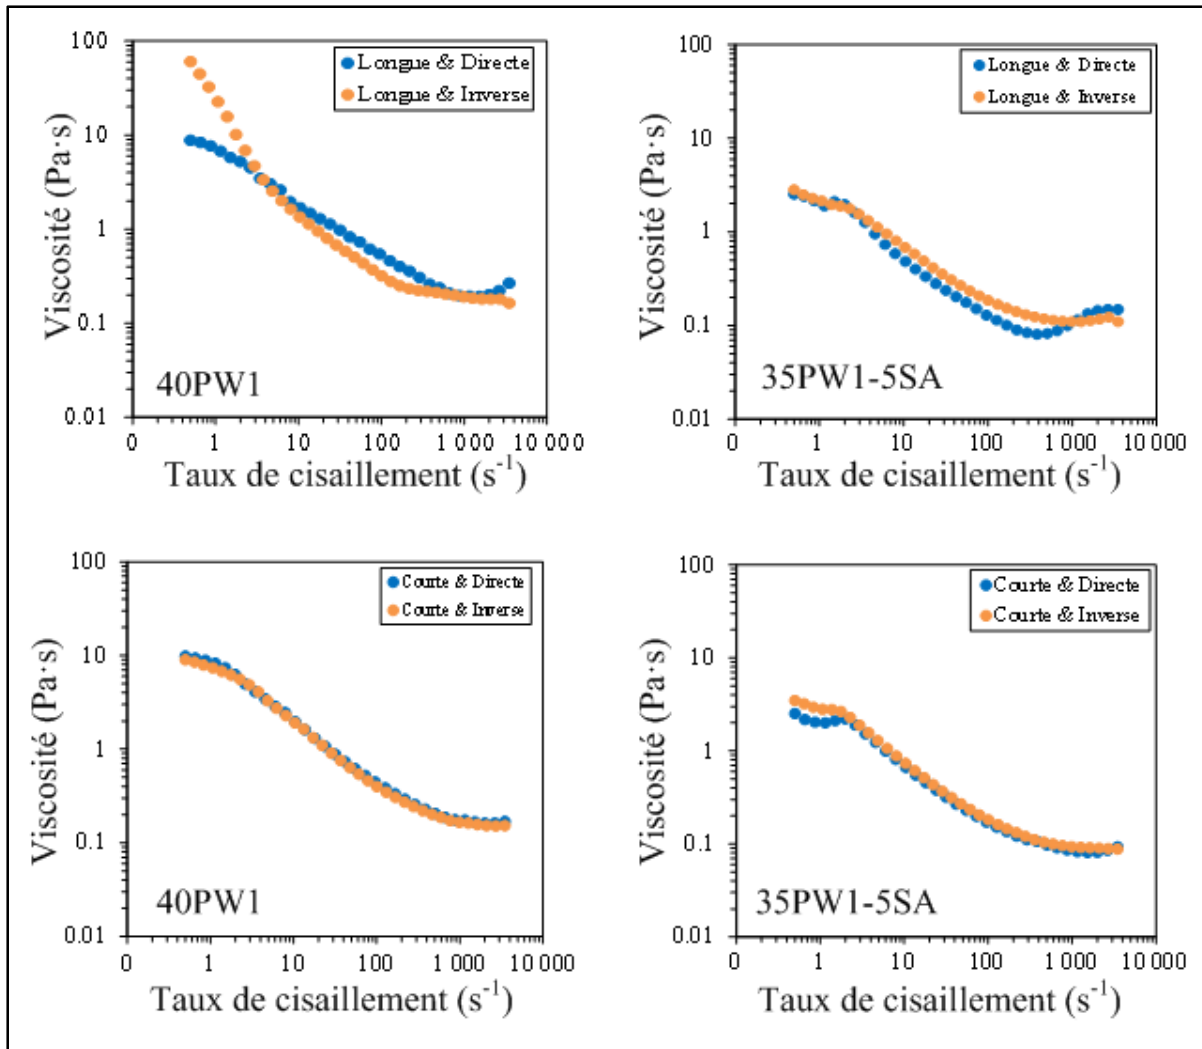 100
10
1
0.1
0.01
Viscosité (Pa·s)
Longue & Directe
Longue & Inverse
40PW1
0 1 10 100 1 000 10 000
Taux de cisaillement (s-1)
100
10
1
0.1
0.01
Viscosité (Pa·s)
Longue & Directe
Longue & Inverse
35PW1-5SA
0 1 10 100 1 000 10 000
Taux de cisaillement (s-1)
100
10
1
0.1
0.01
Viscosité (Pa·s)
Courte & Directe
Courte & Inverse
40PW1
0 1 10 100 1 000 10 000
Taux de cisaillement (s-1)
100
10
1
0.1
0.01
Viscosité (Pa·s)
Courte & Directe
Courte & Inverse
35PW1-5SA
0 1 10 100 1 000 10 000
Taux de cisaillement (s-1)